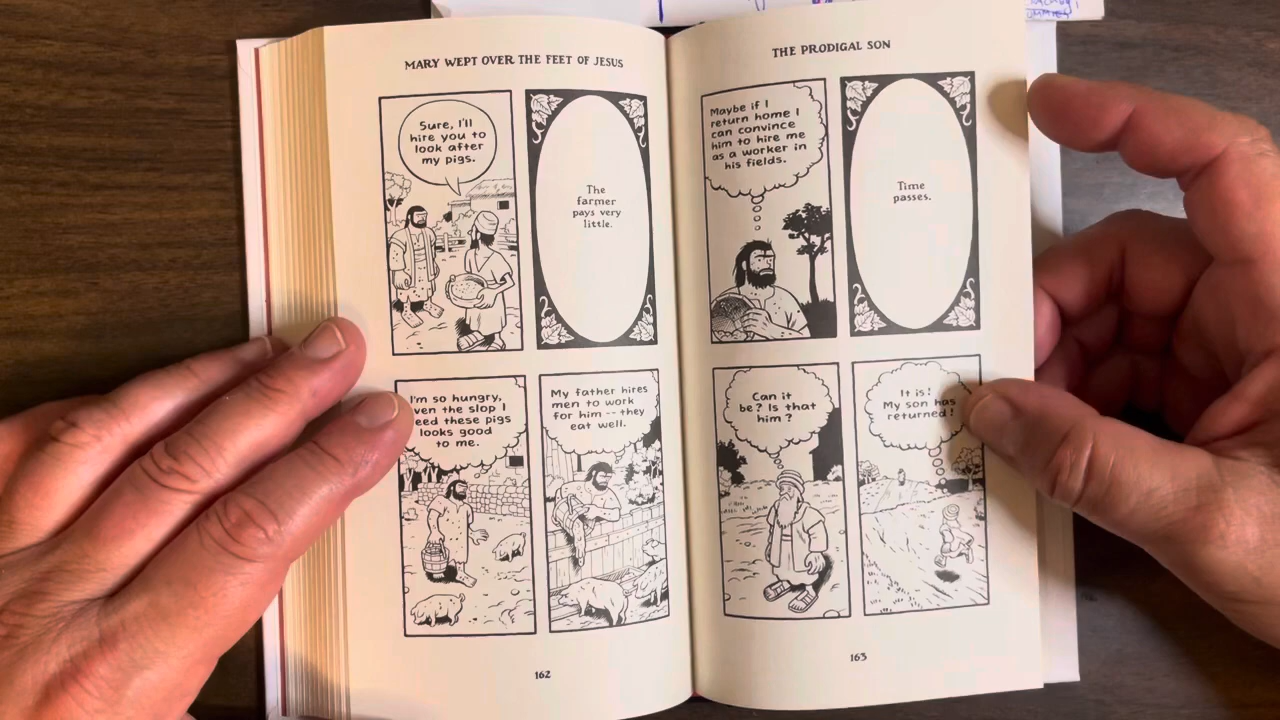 MARY WEPT OVER THE FEET OF JESUS
Sure, I'll
hire you to
look after
my pigs.
The
farmer
pays very
little.
I'm so hungry,
ven the slop I
eed these pigs
looks good
to me.
My father hires
men to work
for him -- they
eat well.
162
THE PRODIGAL SON
Maybe if I
return home I
can convince
him to hire me
as a worker in
his fields.
Time
passes.
Can it
be? Is that
him?
It is!
My son has
returned!
163